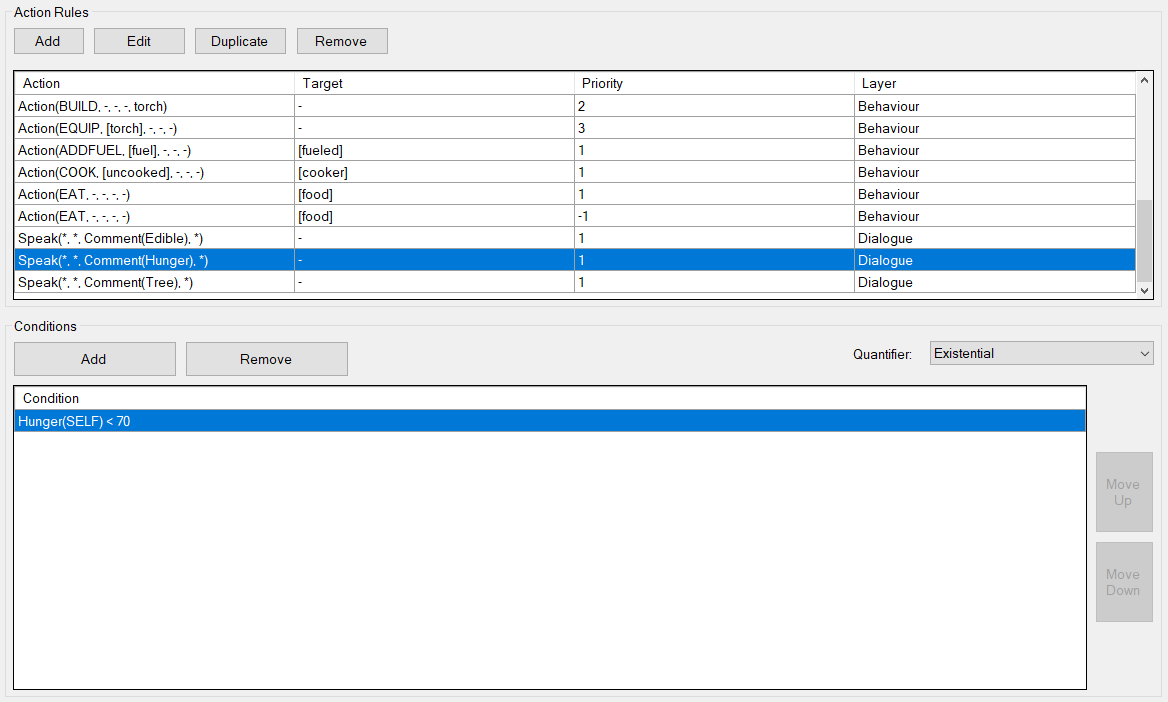 Action Rules
Add Edit Duplicate Remove
Action Target Priority Layer
Action(BUILD, -, -, -, torch) - 2 Behaviour
Action(EQUIP, [torch], -, -, -) - 3 Behaviour
Action(ADDFUEL, [fuel], -, -, -) [fueled] 1 Behaviour
Action(COOK, [uncooked], -, -, -) [cooker] 1 Behaviour
Action(EAT, -, -, -, -) [food] 1 Behaviour
Action(EAT, -, -, -, -) [food] -1 Behaviour
Speak(*, *, Comment(Edible), *) - 1 Dialogue
Speak(*, *, Comment(Hunger), *) - 1 Dialogue
Speak(*, *, Comment(Tree), *) - 1 Dialogue
Conditions
Add Remove Quantifier: Existential
Condition
Hunger(SELF) < 70
Move
Up
Move
Down